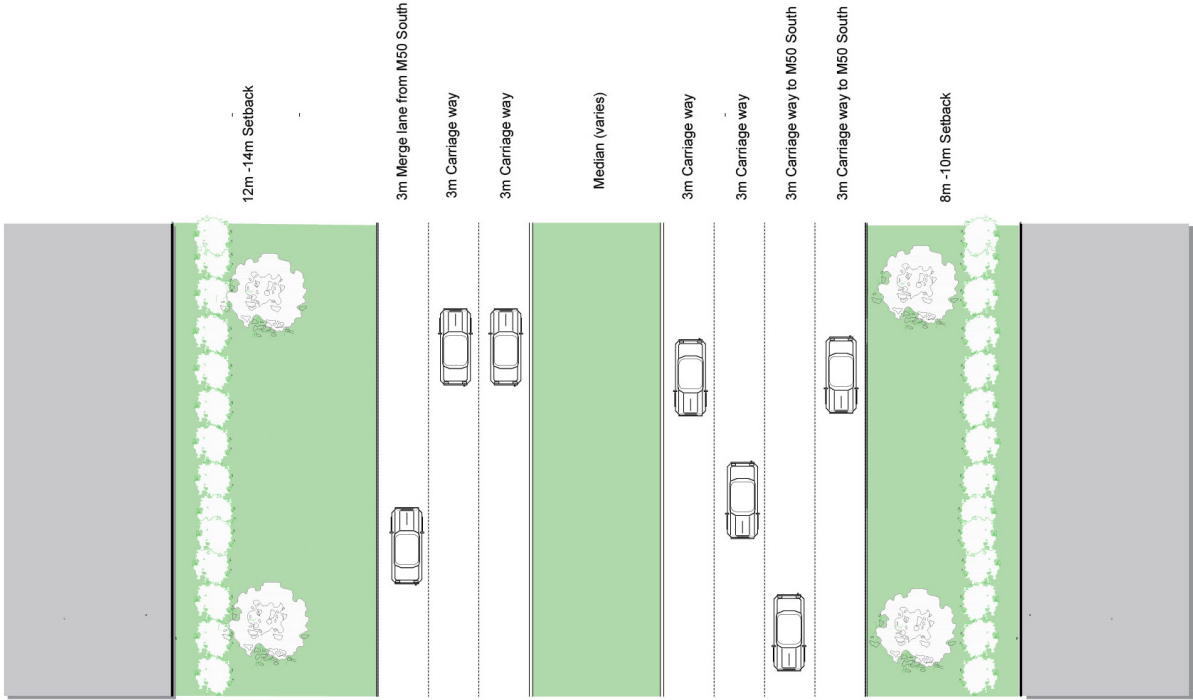 12m -14m Setback
3m Merge lane from M50 South
3m Carriage way
3m Carriage way
Median (varies)
3m Carriage way
3m Carriage way
3m Carriage way to M50 South
3m Carriage way to M50 South
8m -10m Setback